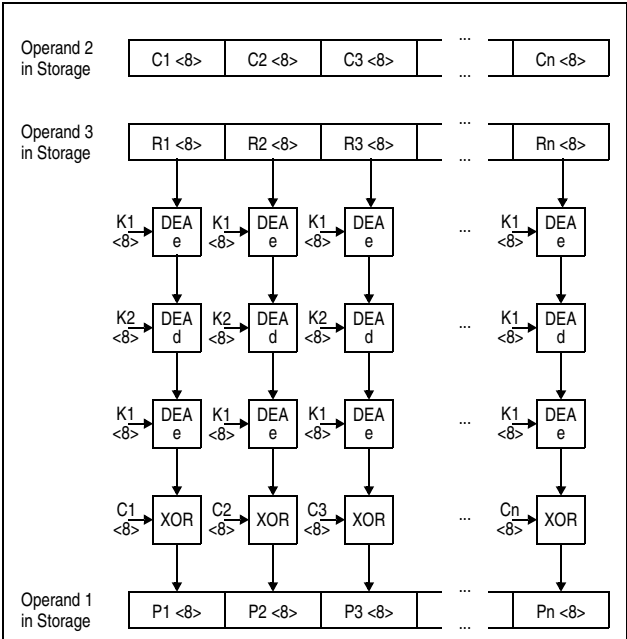 ...
Operand 2 in Storage
C1 <8> C2 <8> C3 <8> Cn <8>
...
...
Operand 3 in Storage
R1 <8> R2 <8> R3 <8> Rn <8>
...
K1 <8> DEA e K1 <8> DEA e K1 <8> DEA e ... K1 <8> DEA e
K2 <8> DEA d K2 <8> DEA d K2 <8> DEA d ... K1 <8> DEA d
K1 <8> DEA e K1 <8> DEA e K1 <8> DEA e ... K1 <8> DEA e
C1 <8> XOR C2 <8> XOR C3 <8> XOR ... Cn <8> XOR
...
Operand 1 in Storage
P1 <8> P2 <8> P3 <8> Pn <8>
...